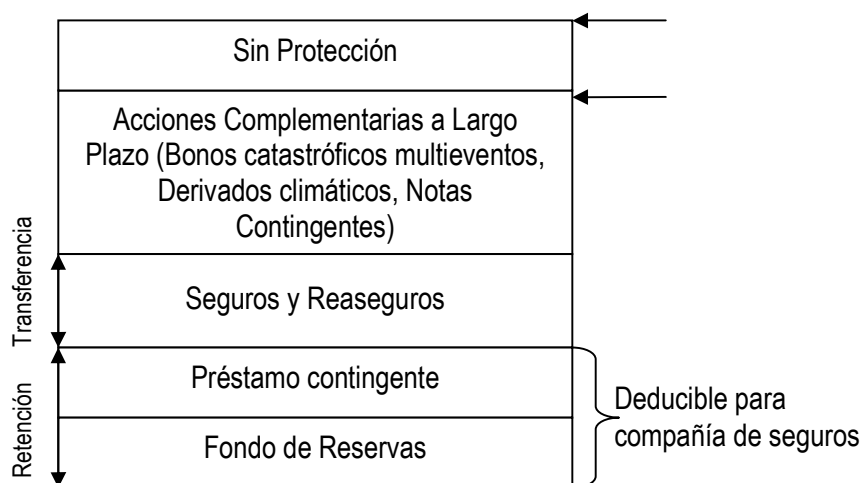 Sin Protección
Acciones Complementarias a Largo
Plazo (Bonos catastróficos multieventos,
Derivados climáticos, Notas
Contingentes)
Transferencia
Seguros y Reaseguros
Retención
Préstamo contingente
Fondo de Reservas
Deducible para
compañía de seguros